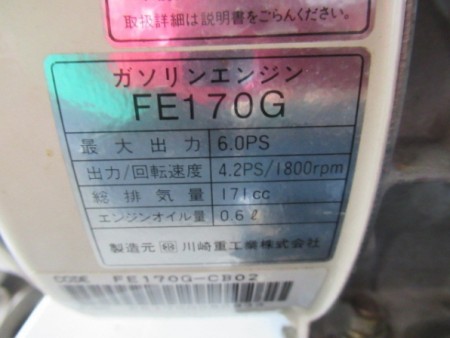 取扱詳細は説明書をごらんください。
ガソリンエンジン
FE170G
最大出力 6.0PS
出力/回転速度 4.2PS/1800rpm
総排気量 171cc
エンジンオイル量 0.6ℓ
製造元 川崎重工業株式会社
CODE FE170G-CB02